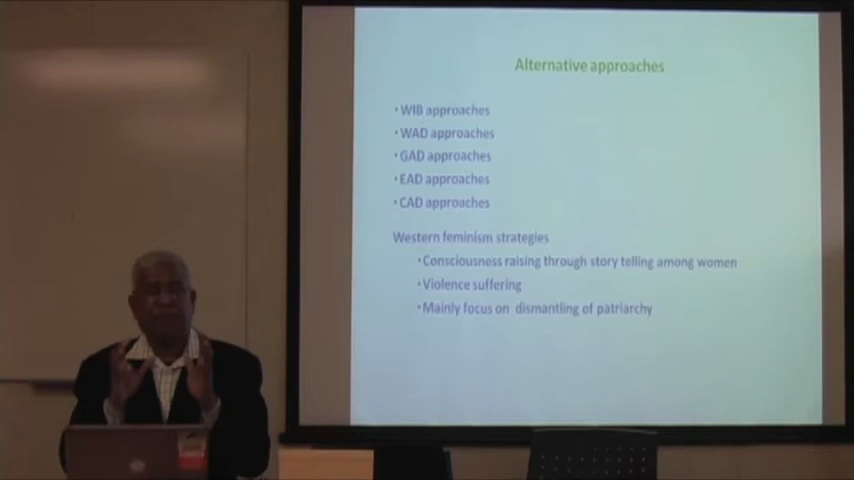 Alternative approaches
•WIB approaches
•WAD approaches
•GAD approaches
•EAD approaches
•CAD approaches
Western feminism strategies
•Consciousness raising through story telling among women
•Violence suffering
•Mainly focus on dismantling of patriarchy